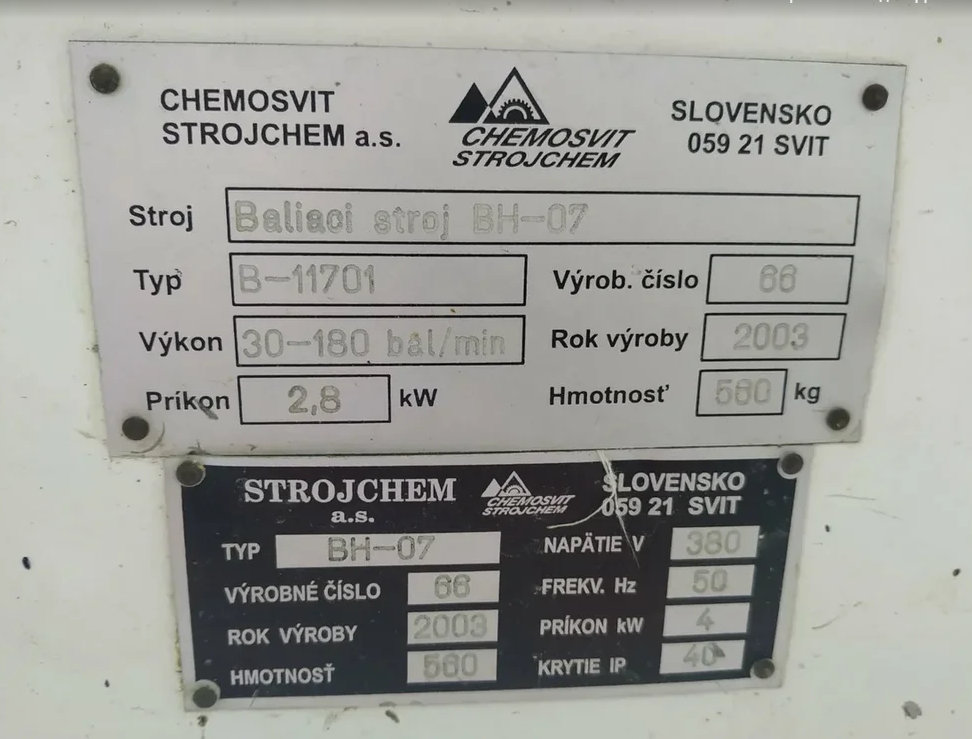 CHEMOSVIT
STROJCHEM a.s.
CHEMOSVIT
STROJCHEM
SLOVENSKO
059 21 SVIT
Stroj Baliaci stroj BH-07
Typ B-11701 Výrob. číslo 66
Výkon 30-180 bal/min Rok výroby 2003
Príkon 2,8 kW Hmotnosť 560 kg
STROJCHEM
a.s.
CHEMOSVIT
STROJCHEM
SLOVENSKO
059 21 SVIT
TYP BH-07 NAPÄTIE V 380
VÝROBNÉ ČÍSLO 66 FREKV. Hz 50
ROK VÝROBY 2003 PRÍKON kW 4
HMOTNOSŤ 560 KRYTIE IP 40